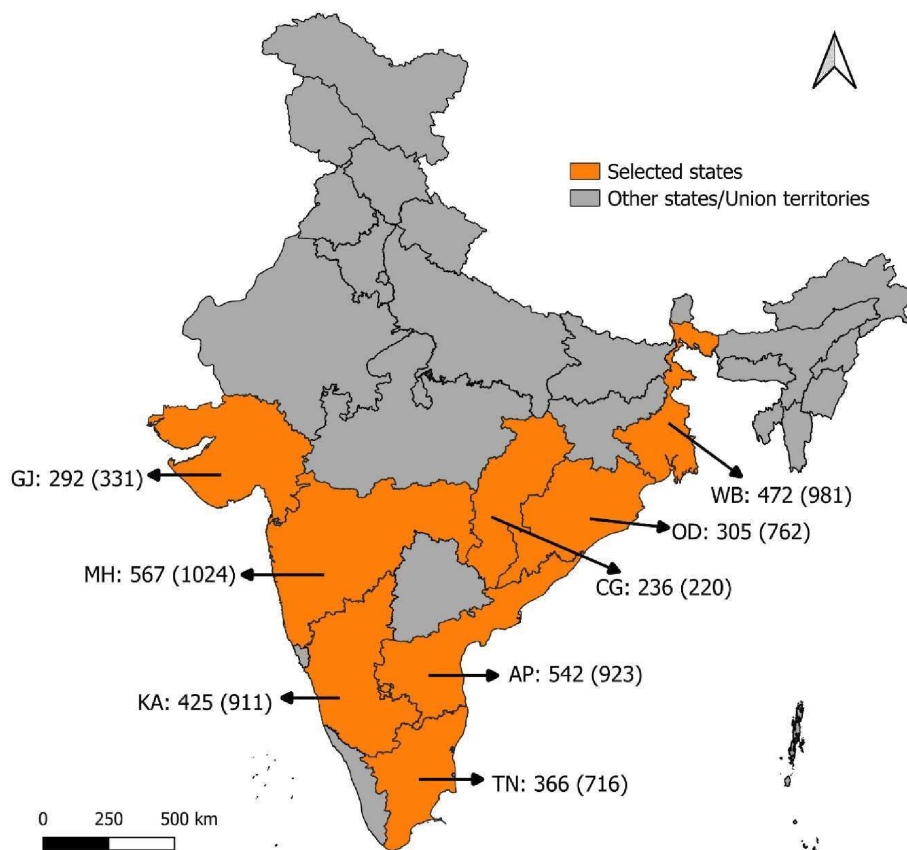 Selected states
Other states/Union territories
GJ: 292 (331)
WB: 472 (981)
OD: 305 (762)
MH: 567 (1024)
CG: 236 (220)
AP: 542 (923)
KA: 425 (911)
TN: 366 (716)
0 250 500 km